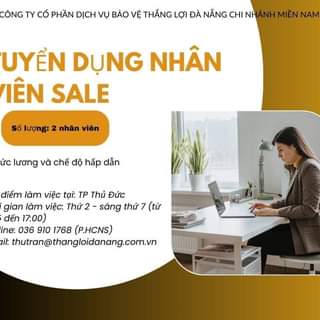 CÔNG TY CỔ PHẦN DỊCH VỤ BẢO VỆ THẮNG LỢI ĐÀ NẴNG CHI NHÁNH MIỀN NAM
TUYỂN DỤNG NHÂN
VIÊN SALE
Số lượng: 2 nhân viên
ức lương và chế độ hấp dẫn
điểm làm việc tại: TP Thủ Đức
i gian làm việc: Thứ 2 - sáng thứ 7 (từ
đến 17:00)
line: 036 910 1768 (P.HCNS)
ail: thutran@thangloidanang.com.vn